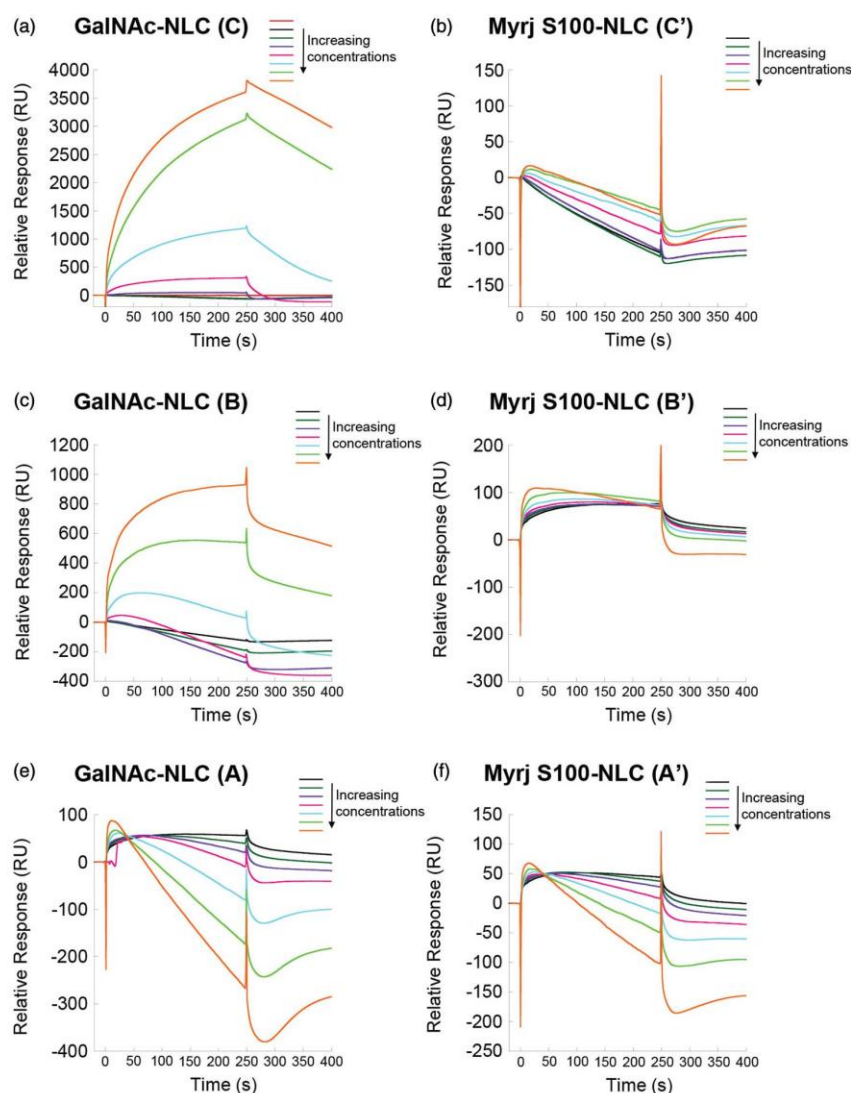 (a) GalNAc-NLC (C)
Increasing
concentrations
4000
3500
3000
2500
2000
1500
1000
500
0
Relative Response (RU)
0 50 100 150 200 250 300 350 400
Time (s)
(b) Myrj S100-NLC (C')
Increasing
concentrations
150
100
50
0
-50
-100
-150
Relative Response (RU)
0 50 100 150 200 250 300 350 400
Time (s)
(c) GalNAc-NLC (B)
Increasing
concentrations
1200
1000
800
600
400
200
0
-200
-400
Relative Response (RU)
0 50 100 150 200 250 300 350 400
Time (s)
(d) Myrj S100-NLC (B')
Increasing
concentrations
200
100
0
-100
-200
-300
Relative Response (RU)
0 50 100 150 200 250 300 350 400
Time (s)
(e) GalNAc-NLC (A)
Increasing
concentrations
100
0
-100
-200
-300
-400
Relative Response (RU)
0 50 100 150 200 250 300 350 400
Time (s)
(f) Myrj S100-NLC (A')
Increasing
concentrations
150
100
50
0
-50
-100
-150
-200
-250
Relative Response (RU)
0 50 100 150 200 250 300 350 400
Time (s)